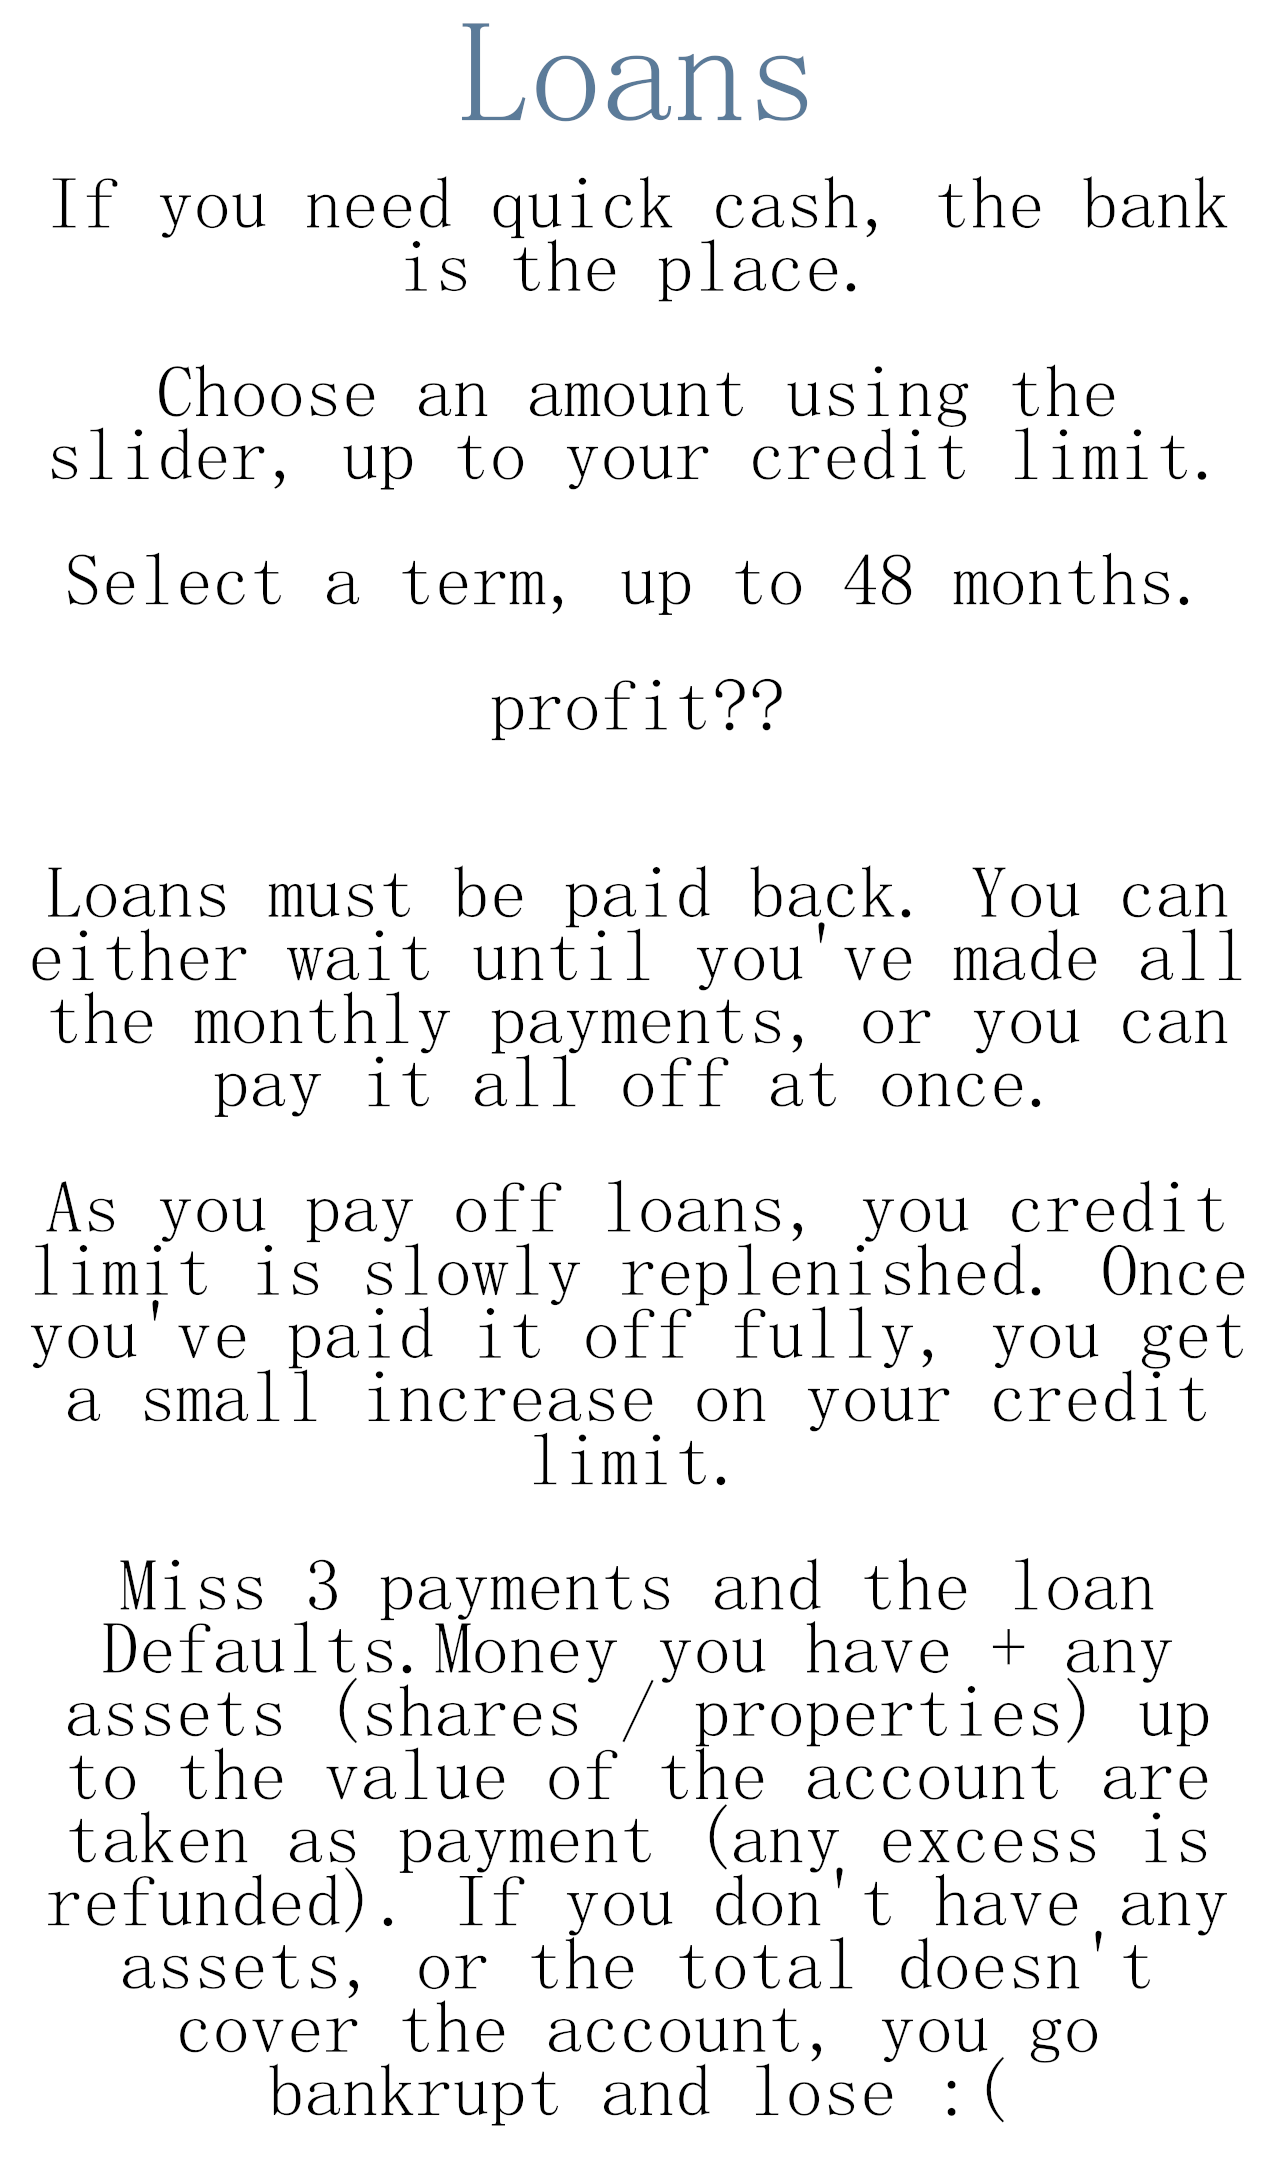 Loans
If you need quick cash, the bank
is the place.
Choose an amount using the
slider, up to your credit limit.
Select a term, up to 48 months.
profit??
Loans must be paid back. You can
either wait until you've made all
the monthly payments, or you can
pay it all off at once.
As you pay off loans, you credit
limit is slowly replenished. Once
you've paid it off fully, you get
a small increase on your credit
limit.
Miss 3 payments and the loan
Defaults.Money you have + any
assets (shares / properties) up
to the value of the account are
taken as payment (any excess is
refunded). If you don't have any
assets, or the total doesn't
cover the account, you go
bankrupt and lose :(